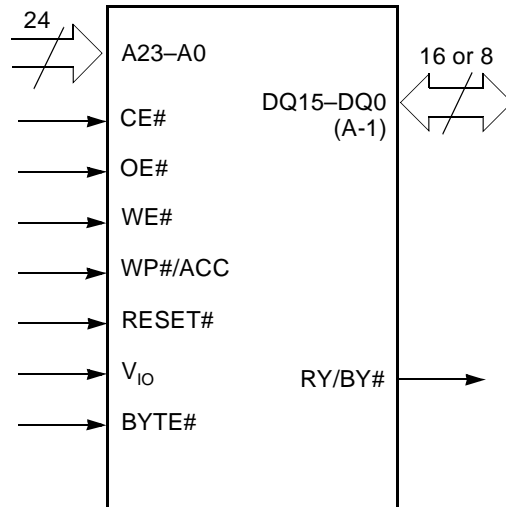 24
A23–A0
16 or 8
DQ15–DQ0
(A-1)
CE#
OE#
WE#
WP#/ACC
RESET#
VIO
RY/BY#
BYTE#